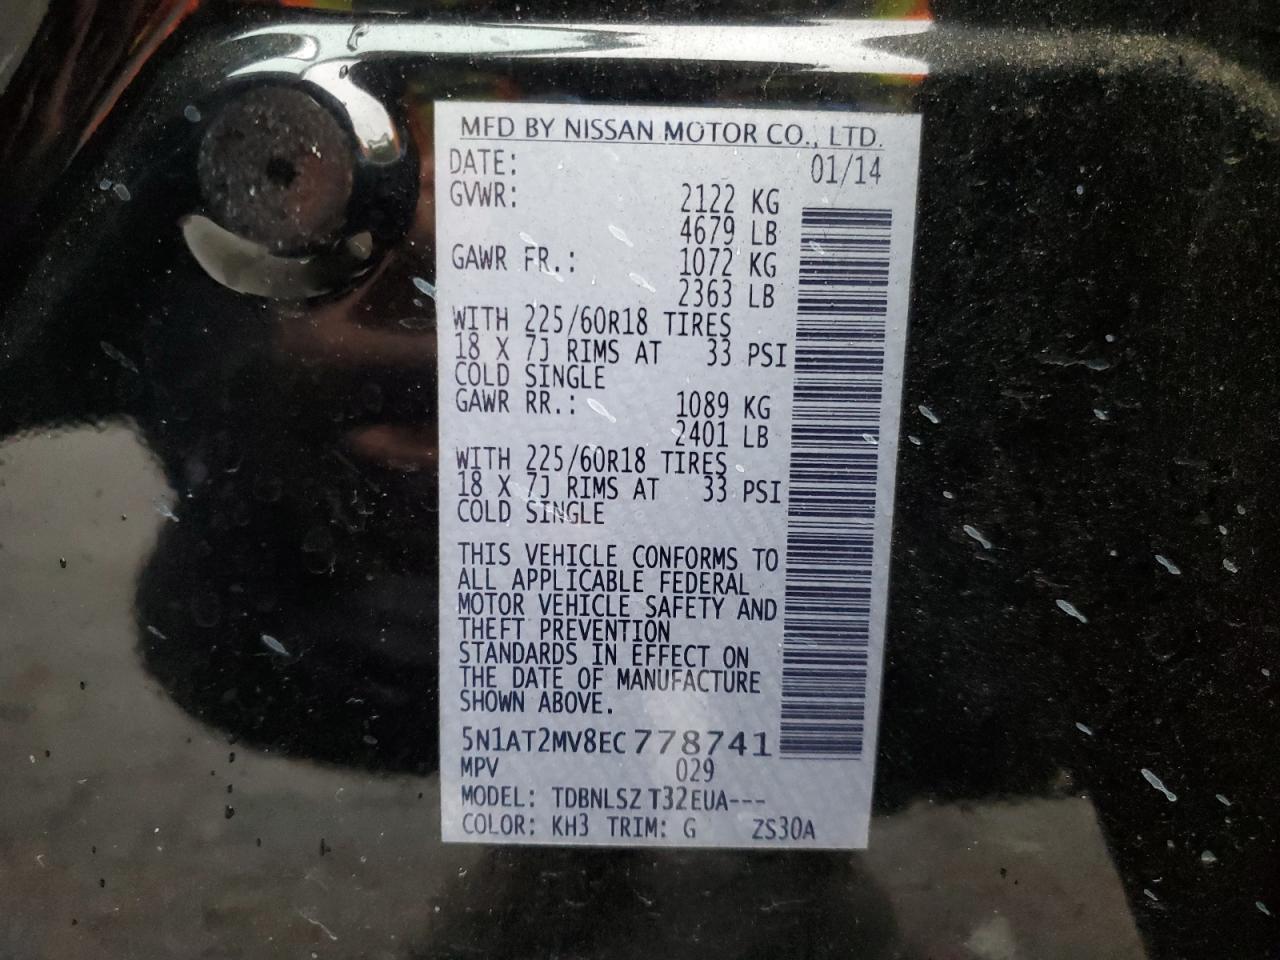 MFD BY NISSAN MOTOR CO., LTD.
DATE: 01/14
GVWR: 2122 KG
4679 LB
GAWR FR.: 1072 KG
2363 LB
WITH 225/60R18 TIRES
18 X 7J RIMS AT 33 PSI
COLD SINGLE
GAWR RR.: 1089 KG
2401 LB
WITH 225/60R18 TIRES
18 X 7J RIMS AT 33 PSI
COLD SINGLE
THIS VEHICLE CONFORMS TO
ALL APPLICABLE FEDERAL
MOTOR VEHICLE SAFETY AND
THEFT PREVENTION
STANDARDS IN EFFECT ON
THE DATE OF MANUFACTURE
SHOWN ABOVE.
5N1AT2MV8EC778741
MPV 029
MODEL: TDBNLSZ T32EUA---
COLOR: KH3 TRIM: G ZS30A